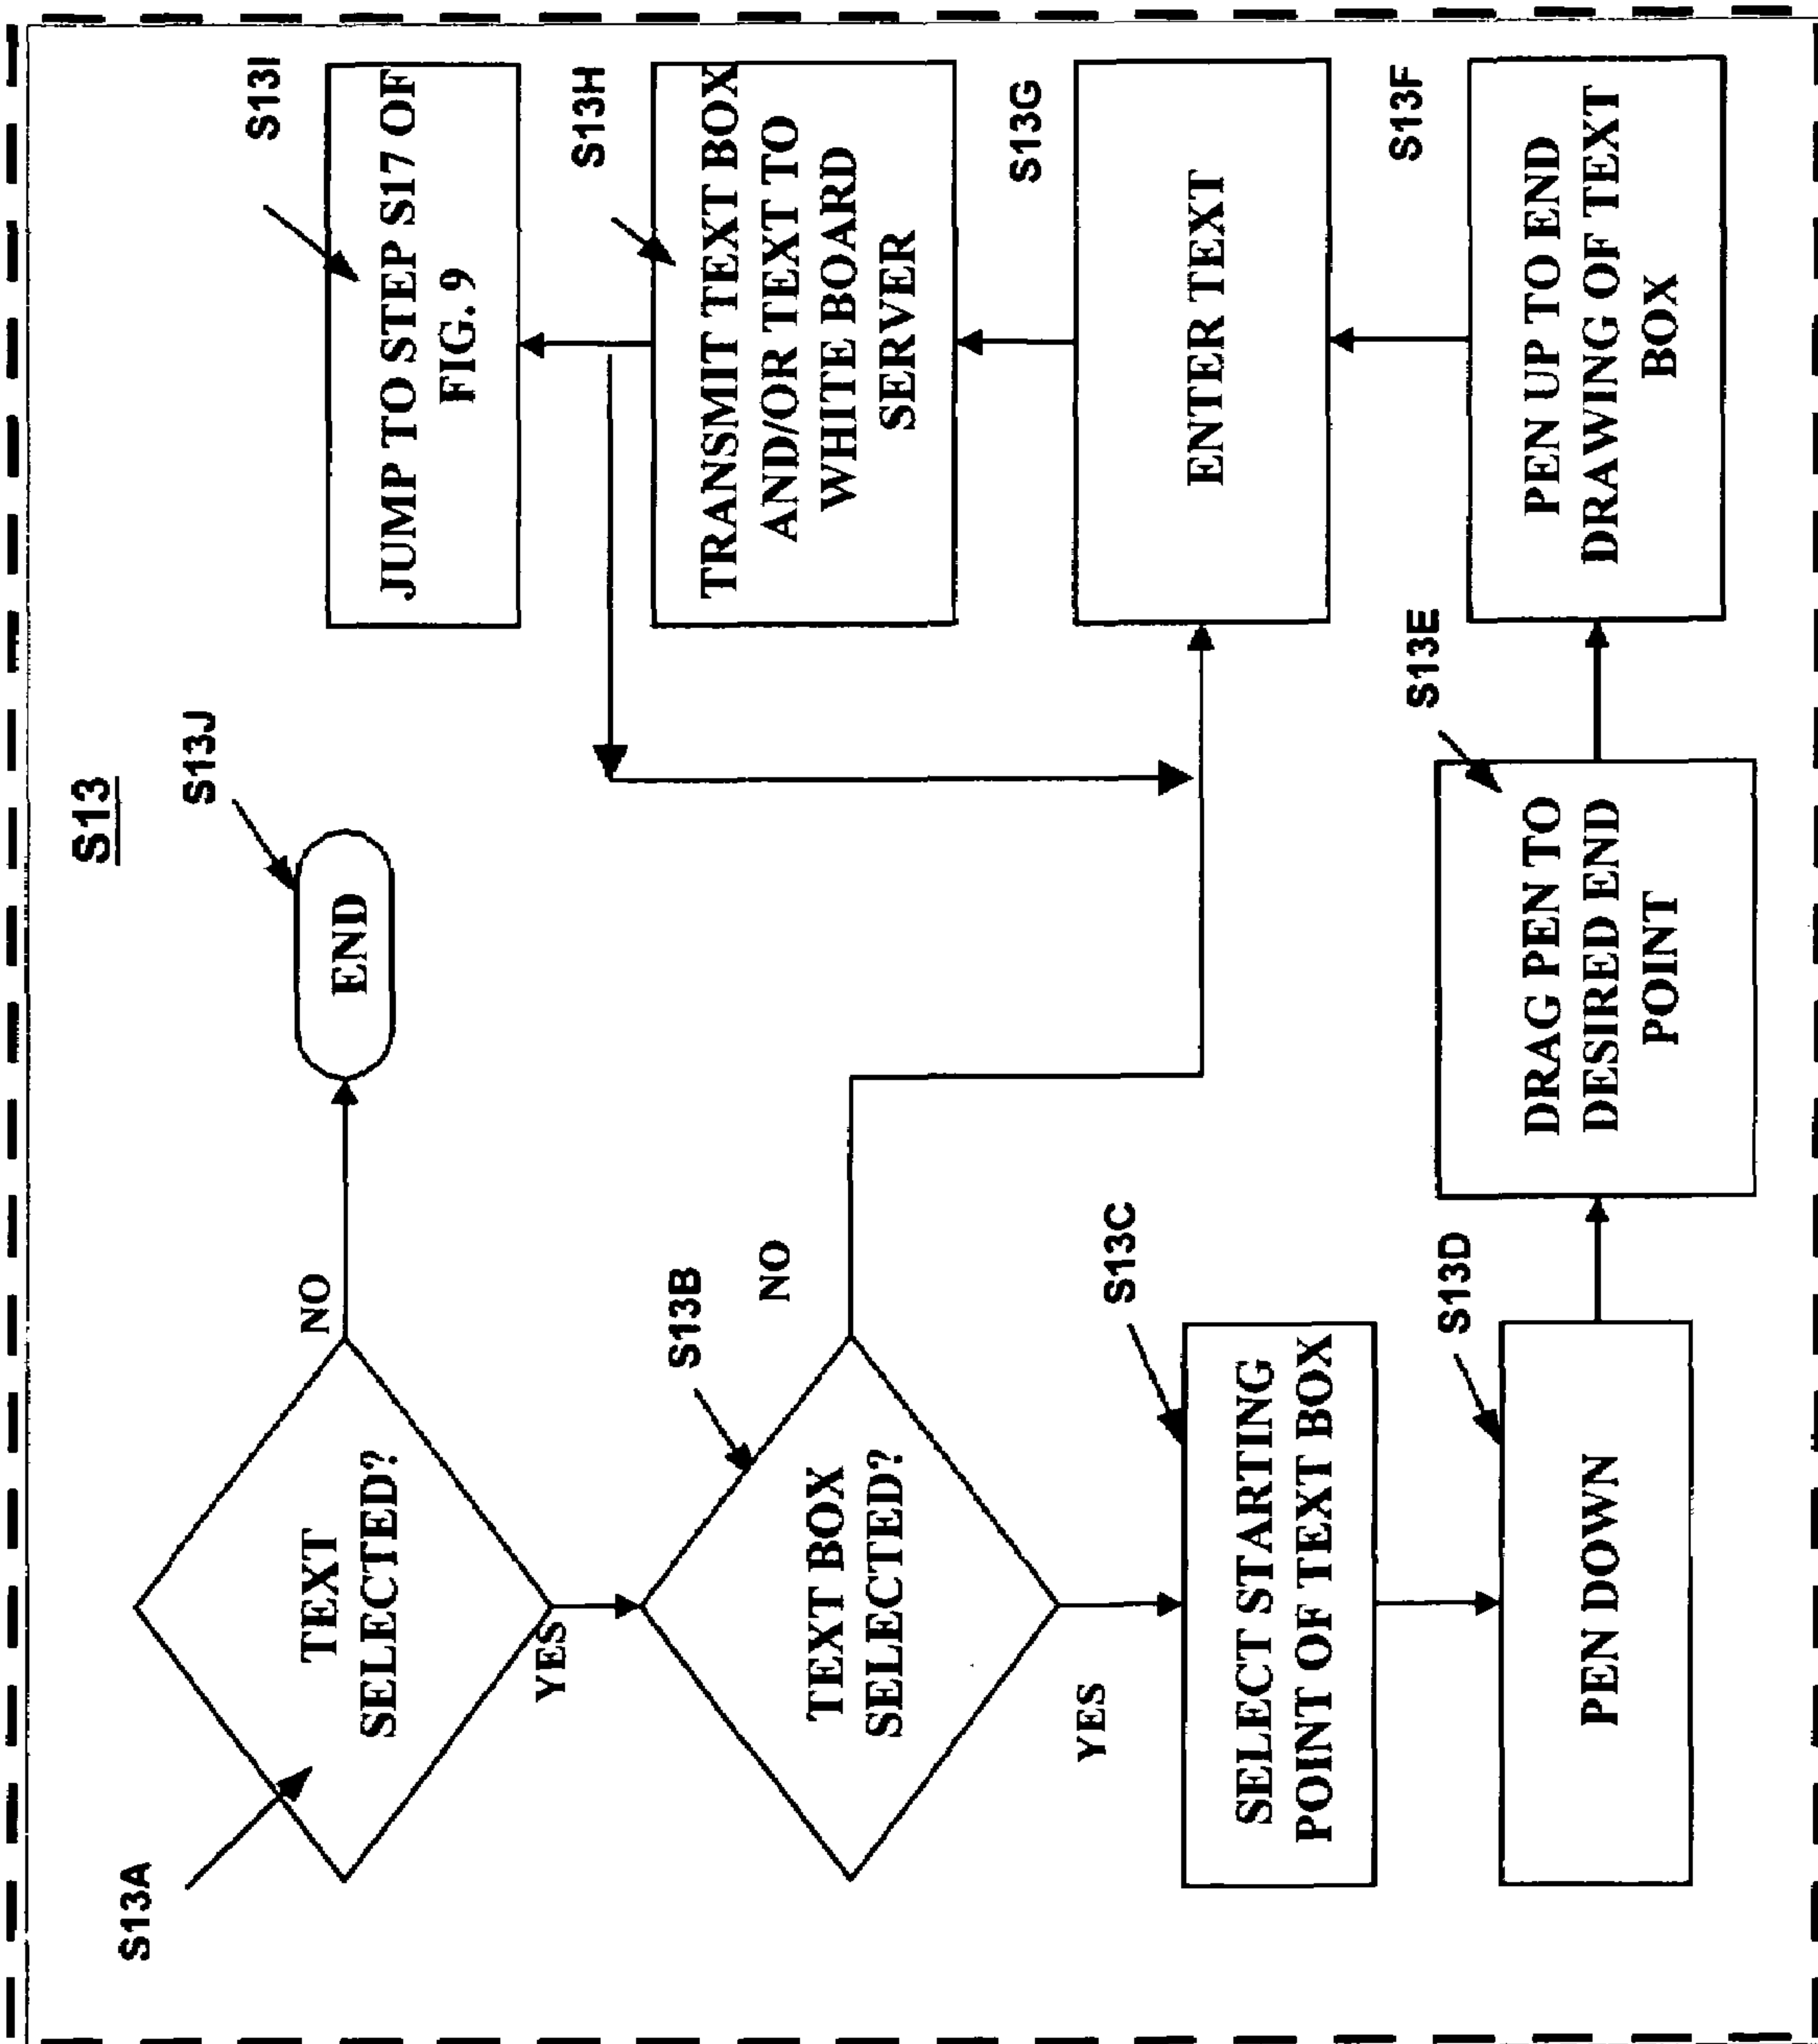 S13
S13A
TEXT
SELECTED?
NO
END
S13J
YES
S13B
TEXT BOX
SELECTED?
NO
YES
S13C
SELECT STARTING
POINT OF TEXT BOX
S13D
PEN DOWN
S13E
DRAG PEN TO
DESIRED END
POINT
S13F
PEN UP TO END
DRAWING OF TEXT
BOX
S13G
ENTER TEXT
S13H
TRANSMIT TEXT BOX
AND/OR TEXT TO
WHITE BOARD
SERVER
S13I
JUMP TO STEP S17 OF
FIG. 9